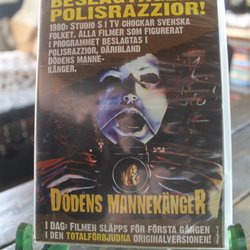 BESLAGTAGEN
POLISRAZZIOR!
1980: STUDIO S I TV CHOCKAR SVENSKA
FOLKET. ALLA FILMER SOM FIGURERAT
I PROGRAMMET BESLAGTAS I
POLISRAZZIOR, DÄRIBLAND
DÖDENS MANNE-
KÄNGER.
DÖDENS MANNEKÄNGER
I DAG: FILMEN SLÄPPS FÖR FÖRSTA GÅNGEN
I DEN TOTALFÖRBJUDNA ORIGINALVERSIONEN!